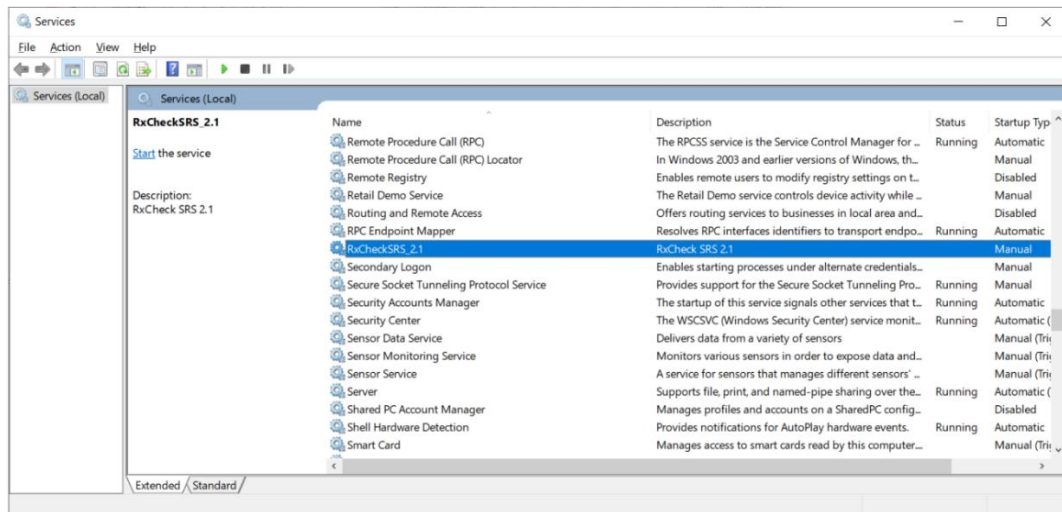 Services
File Action View Help
Services (Local)
Services (Local)
RxCheckSRS_2.1
Start the service
Description:
RxCheck SRS 2.1
Name Description Status Startup Typ
Remote Procedure Call (RPC) The RPCSS service is the Service Control Manager for ... Running Automatic
Remote Procedure Call (RPC) Locator In Windows 2003 and earlier versions of Windows, th... Manual
Remote Registry Enables remote users to modify registry settings on t... Disabled
Retail Demo Service The Retail Demo service controls device activity while ... Manual
Routing and Remote Access Offers routing services to businesses in local area and... Disabled
RPC Endpoint Mapper Resolves RPC interfaces identifiers to transport endpo... Running Automatic
RxCheckSRS_2.1 RxCheck SRS 2.1 Manual
Secondary Logon Enables starting processes under alternate credentials... Manual
Secure Socket Tunneling Protocol Service Provides support for the Secure Socket Tunneling Pro... Running Manual
Security Accounts Manager The startup of this service signals other services that t... Running Automatic
Security Center The WSCSVC (Windows Security Center) service monit... Running Automatic (
Sensor Data Service Delivers data from a variety of sensors Manual (Trig
Sensor Monitoring Service Monitors various sensors in order to expose data and... Manual (Trig
Sensor Service A service for sensors that manages different sensors' ... Manual (Trig
Server Supports file, print, and named-pipe sharing over the... Running Automatic (
Shared PC Account Manager Manages profiles and accounts on a SharedPC config... Disabled
Shell Hardware Detection Provides notifications for AutoPlay hardware events. Running Automatic
Smart Card Manages access to smart cards read by this computer... Manual (Trig
Extended Standard